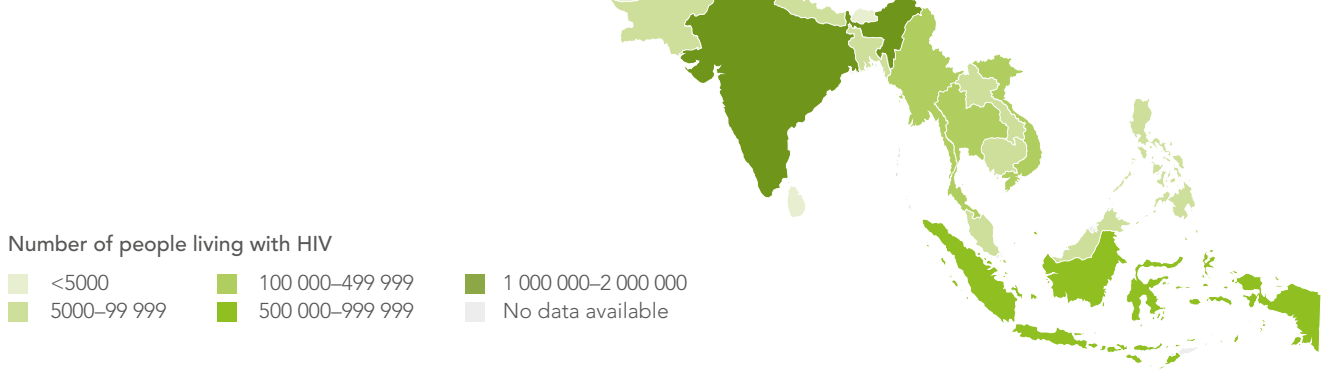 Number of people living with HIV
<5000
5000–99 999
100 000–499 999
500 000–999 999
1 000 000–2 000 000
No data available